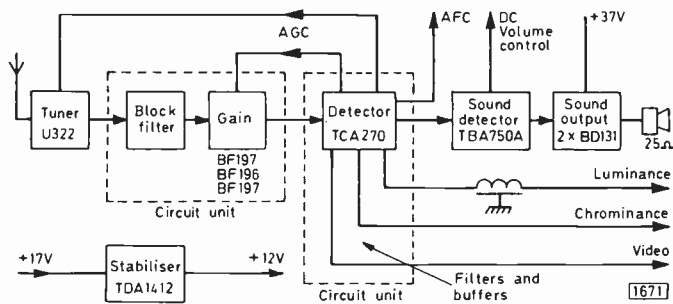 AGC
AFC
DC
Volume
control
+37V
Tuner
U322
Block
filter
Gain
Detector
TCA270
Sound
detector
TBA750A
Sound
output
2 x BD131
25Ω
BF197
BF196
BF197
Circuit unit
Luminance
Chrominance
Video
+17V
Stabiliser
TDA1412
+12V
Filters and
buffers
Circuit unit
1671